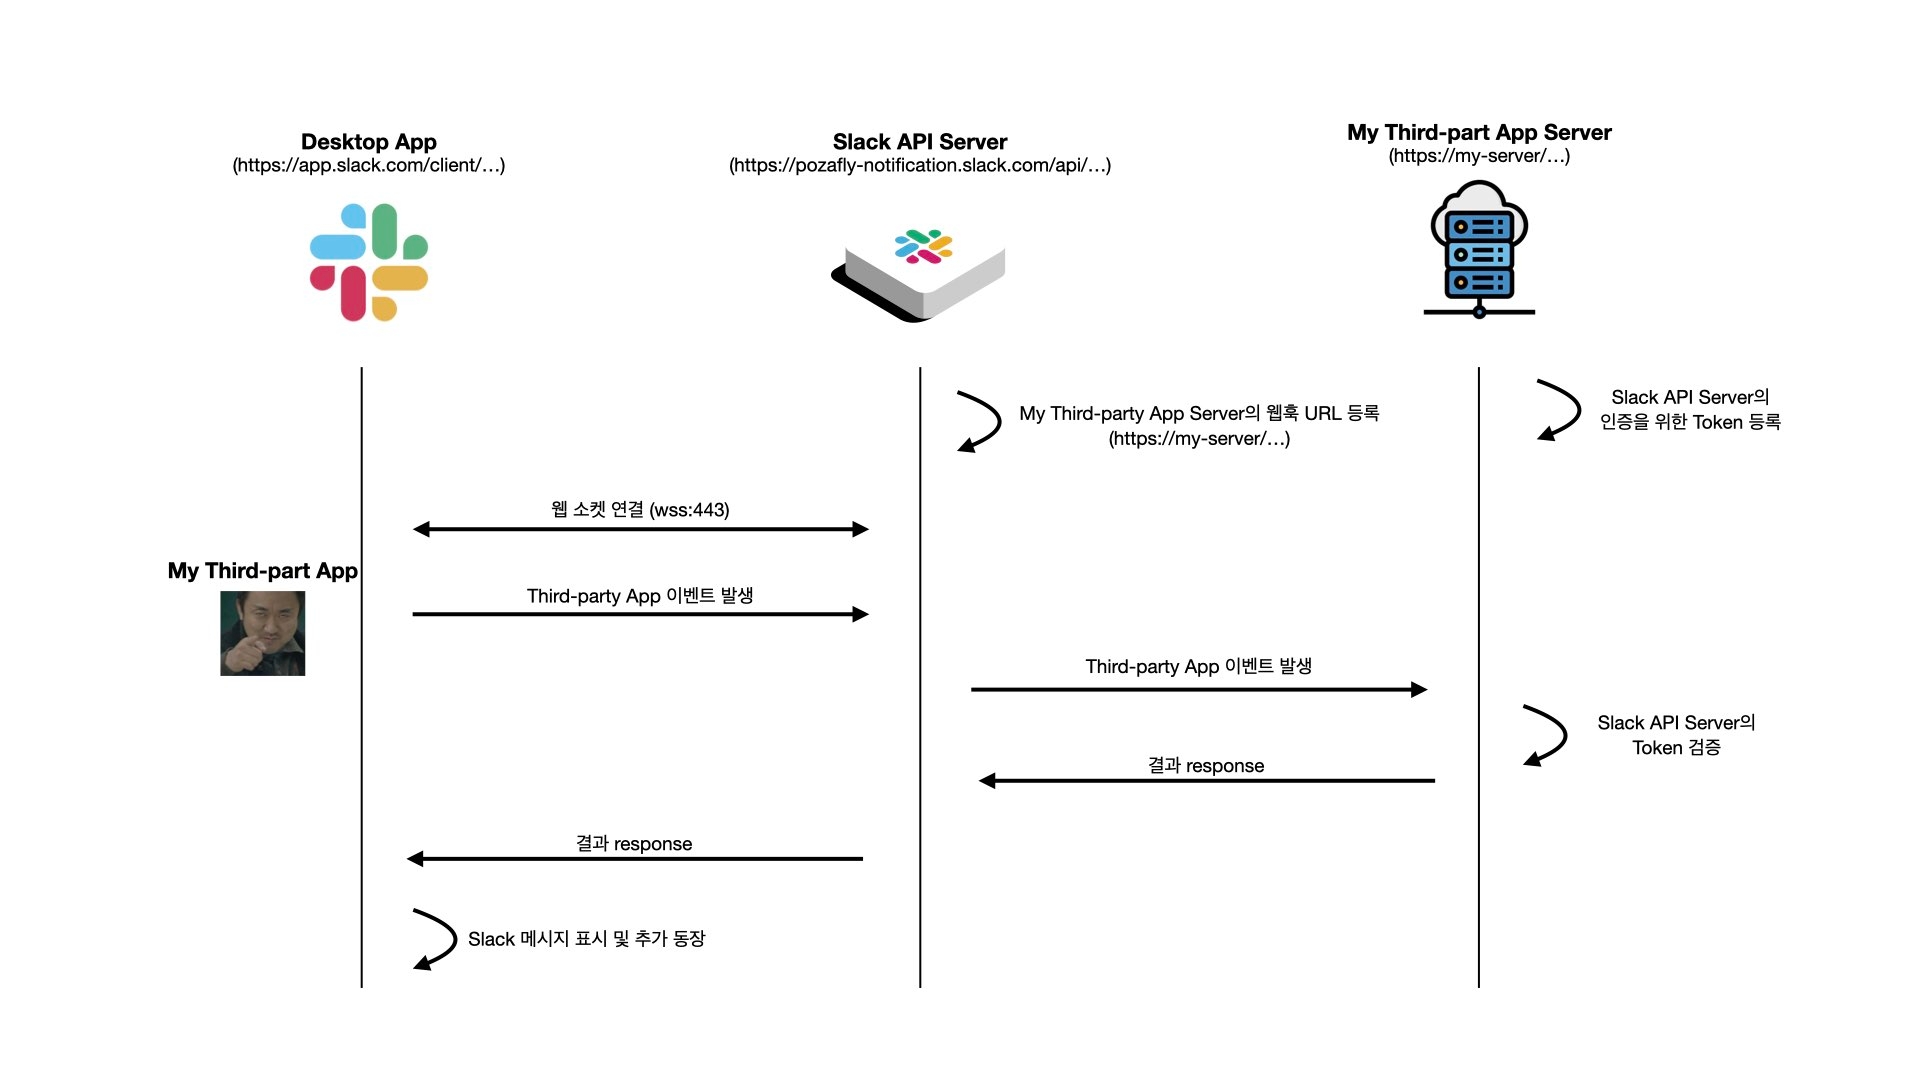 Desktop App
(https://app.slack.com/client/…)
Slack API Server
(https://pozafly-notification.slack.com/api/…)
My Third-part App Server
(https://my-server/…)
My Third-party App Server의 웹훅 URL 등록
(https://my-server/…)
Slack API Server의
인증을 위한 Token 등록
웹 소켓 연결 (wss:443)
My Third-part App
Third-party App 이벤트 발생
Third-party App 이벤트 발생
Slack API Server의
Token 검증
결과 response
결과 response
Slack 메시지 표시 및 추가 동장